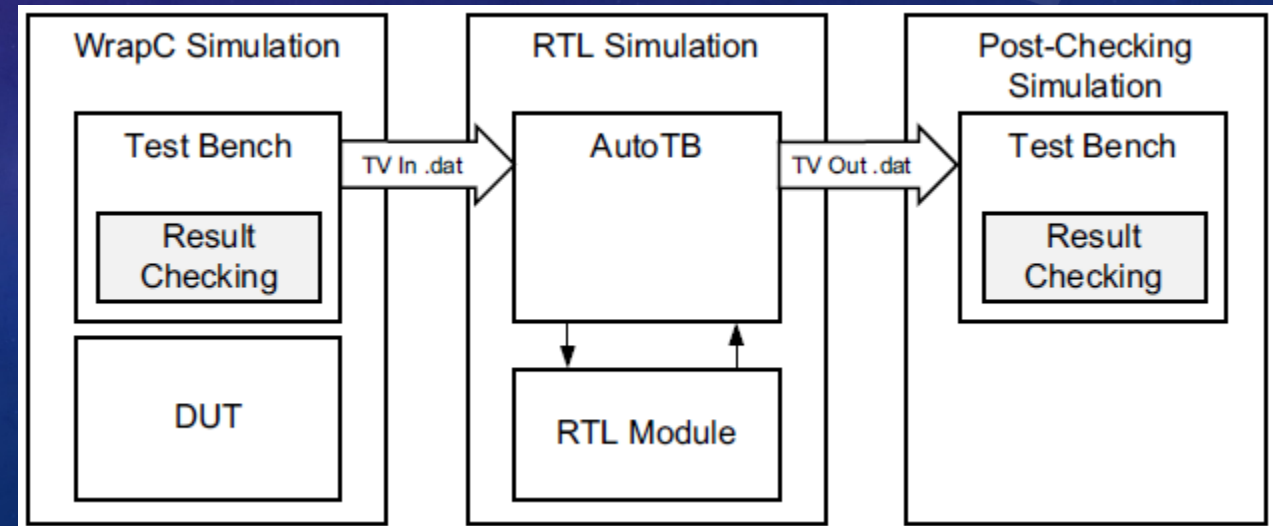 WrapC Simulation
Test Bench
Result
Checking
DUT
TV In .dat
RTL Simulation
AutoTB
RTL Module
TV Out .dat
Post-Checking
Simulation
Test Bench
Result
Checking